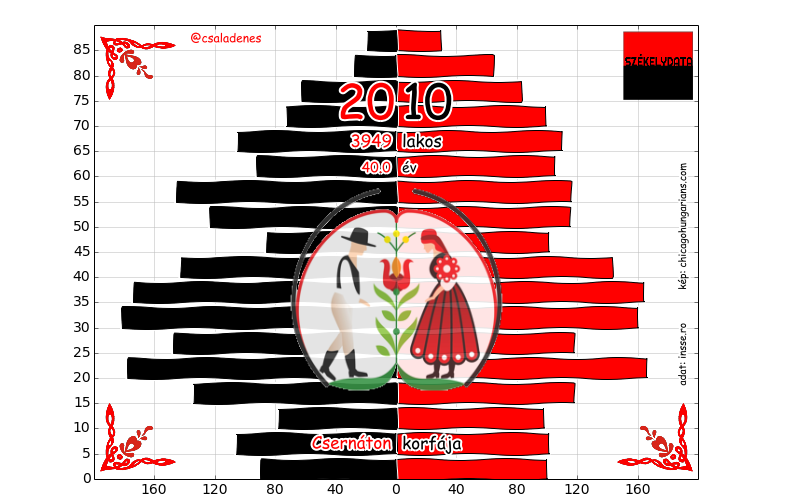 @csaladenes
SZÉKELYDATA
2010
3949 lakos
40.0 év
kép: chicagohungarians.com
adat: insse.ro
Csernáton korfája
85
80
75
70
65
60
55
50
45
40
35
30
25
20
15
10
5
0
160 120 80 40 0 40 80 120 160